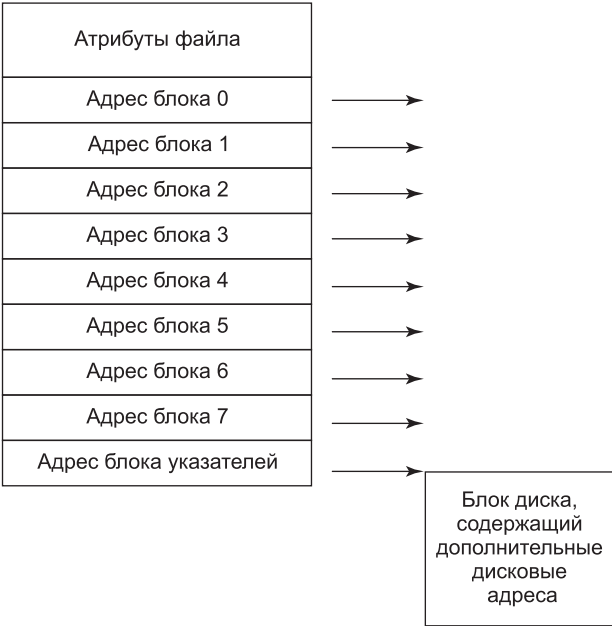 Атрибуты файла
Адрес блока 0
Адрес блока 1
Адрес блока 2
Адрес блока 3
Адрес блока 4
Адрес блока 5
Адрес блока 6
Адрес блока 7
Адрес блока указателей
Блок диска,
содержащий
дополнительные
дисковые
адреса